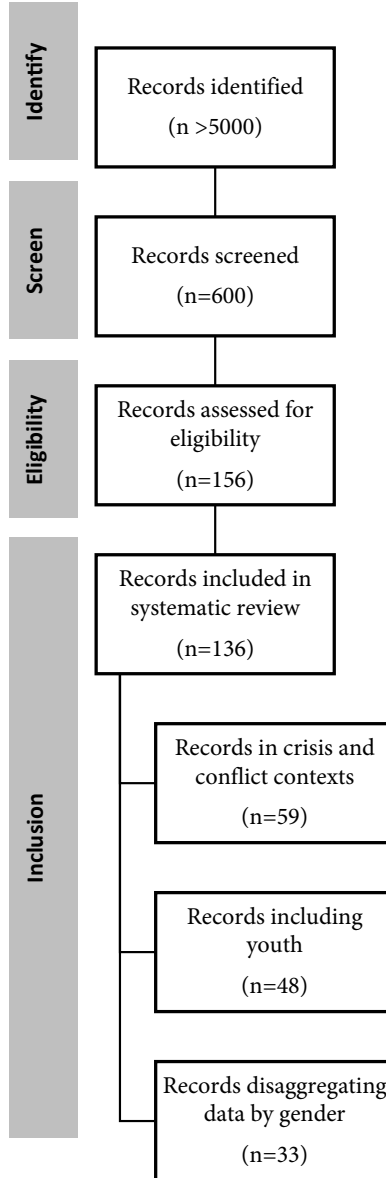 Identify
Records identified
(n >5000)
Screen
Records screened
(n=600)
Eligibility
Records assessed for
eligibility
(n=156)
Inclusion
Records included in
systematic review
(n=136)
Records in crisis and
conflict contexts
(n=59)
Records including
youth
(n=48)
Records disaggregating
data by gender
(n=33)